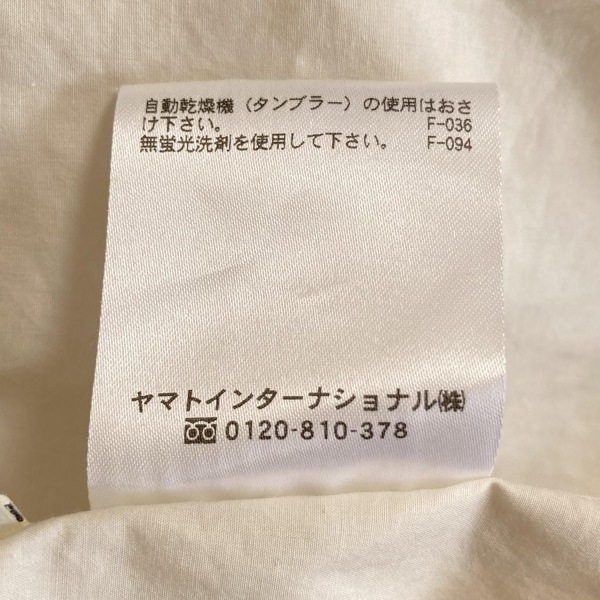 自動乾燥機（タンブラー）の使用はおさ
け下さい。 F-036
無蛍光洗剤を使用して下さい。 F-094
ヤマトインターナショナル㈱
0120-810-378